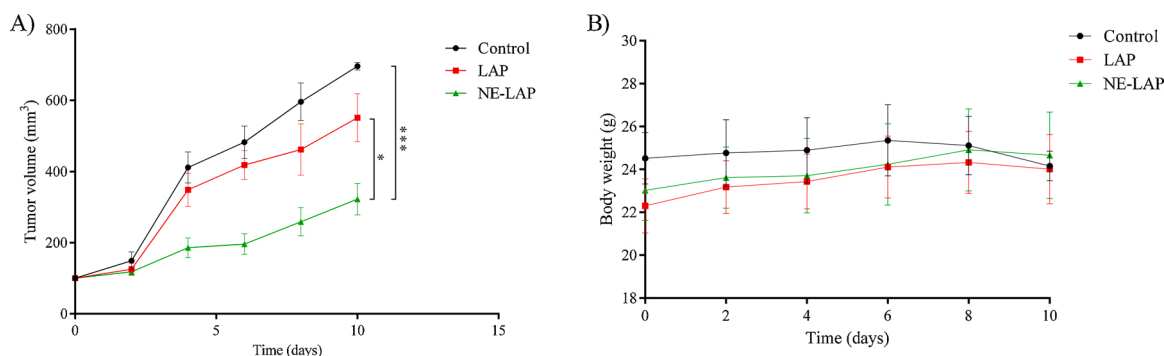 A)
Tumor volume (mm³)
800
600
400
200
0
0 5 10 15
Time (days)
Control
LAP
NE-LAP
*
***
B)
Body weight (g)
30
28
26
24
22
20
18
0 2 4 6 8 10
Time (days)
Control
LAP
NE-LAP